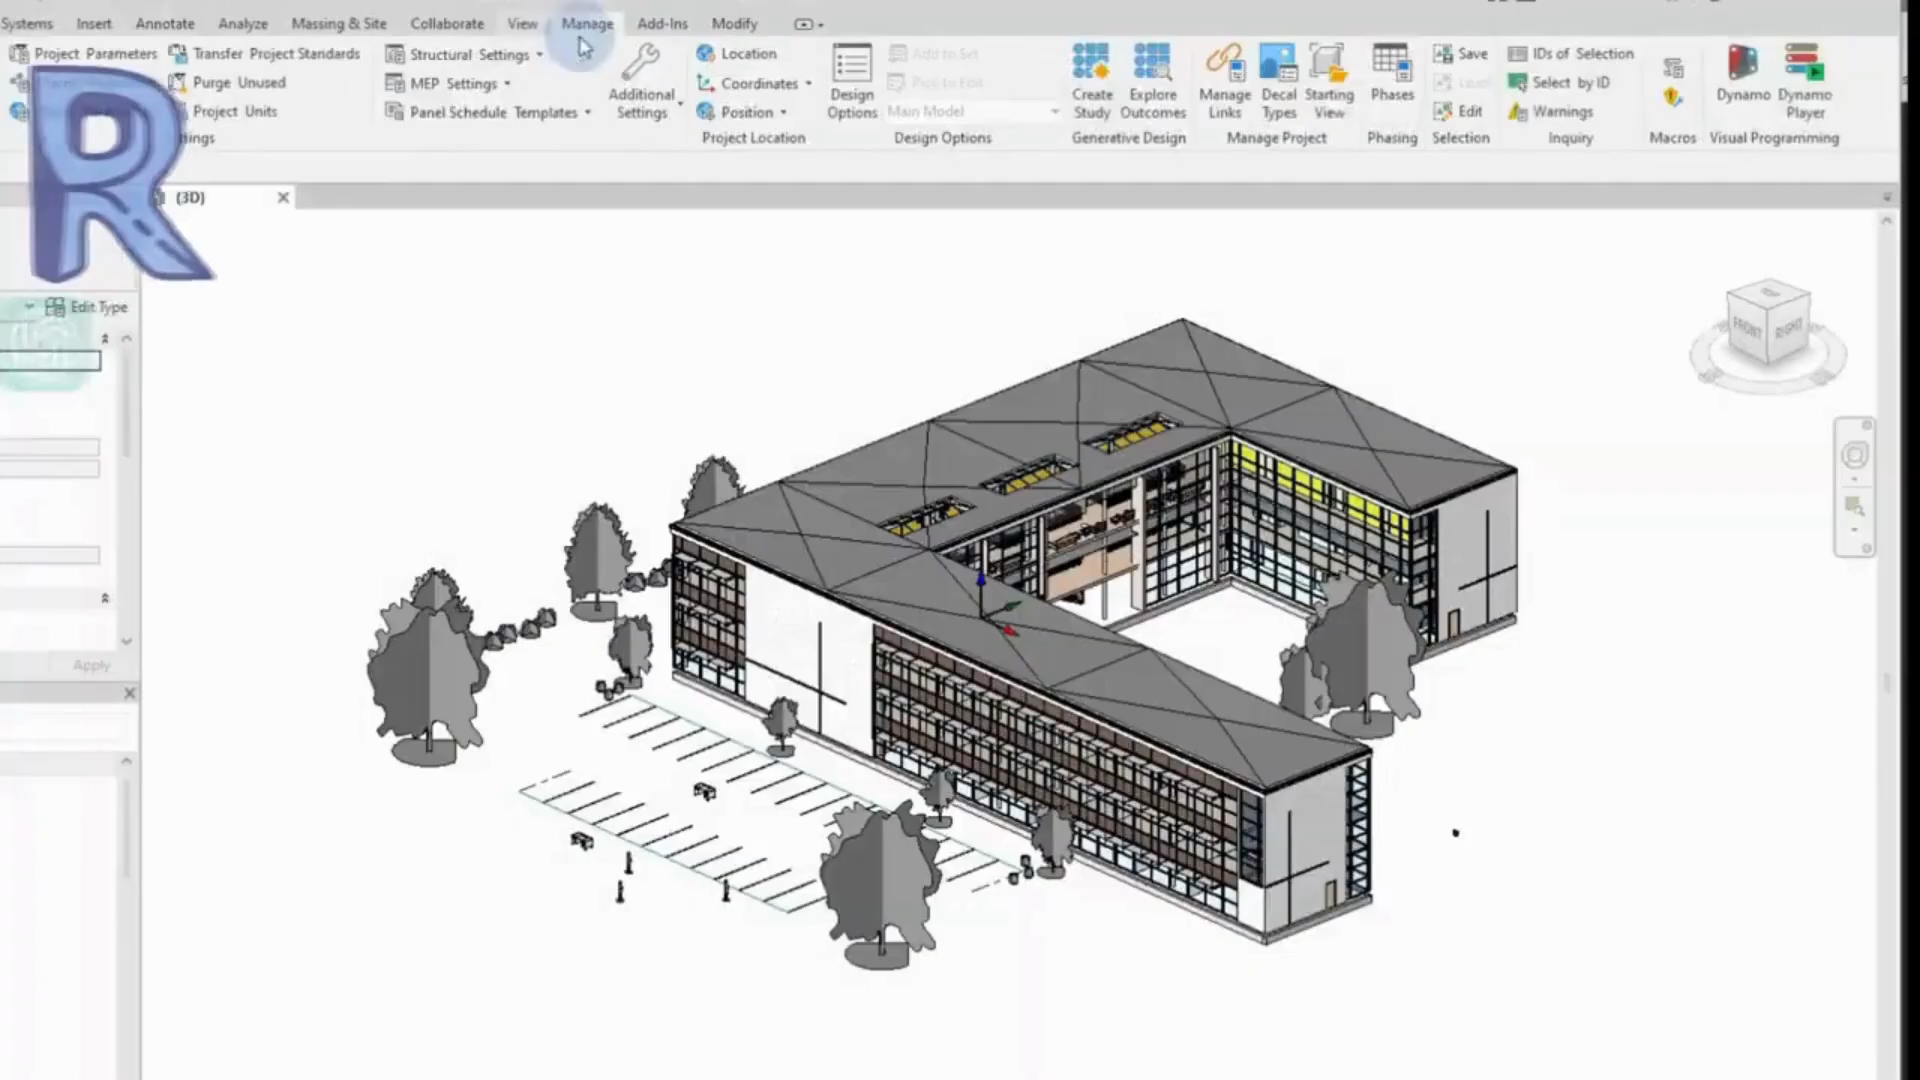 Systems Insert Annotate Analyze Massing & Site Collaborate View Manage Add-Ins Modify
Project Parameters Transfer Project Standards Structural Settings Location Add to Set Save IDs of Selection
Purge Unused MEP Settings Coordinates Pick to Edit Load Select by ID
Project Units Panel Schedule Templates Position Main Model Edit Warnings
Additional Settings
Design Options
Create Study
Explore Outcomes
Manage Links
Decal Types
Starting View
Phases
Dynamo
Dynamo Player
ttings Project Location Design Options Generative Design Manage Project Phasing Selection Inquiry Macros Visual Programming
R
(3D)
Edit Type
TOP
FRONT RIGHT
Apply